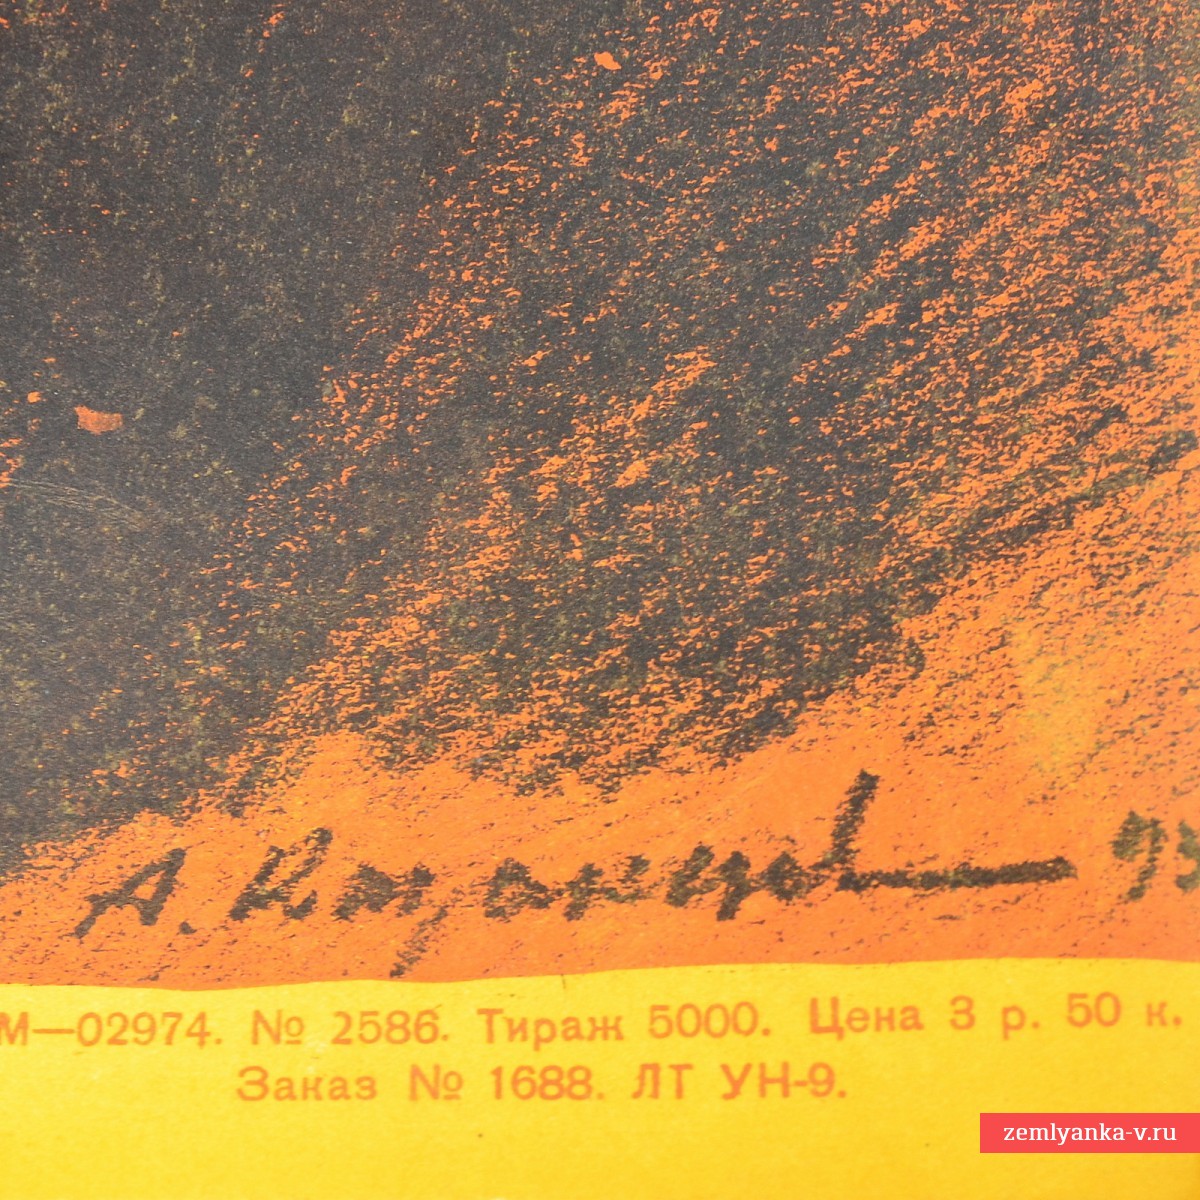 А.
М—02974. № 2586. Тираж 5000. Цена 3 р. 50 к.
Заказ № 1688. ЛТ УН-9.
zemlyanka-v.ru